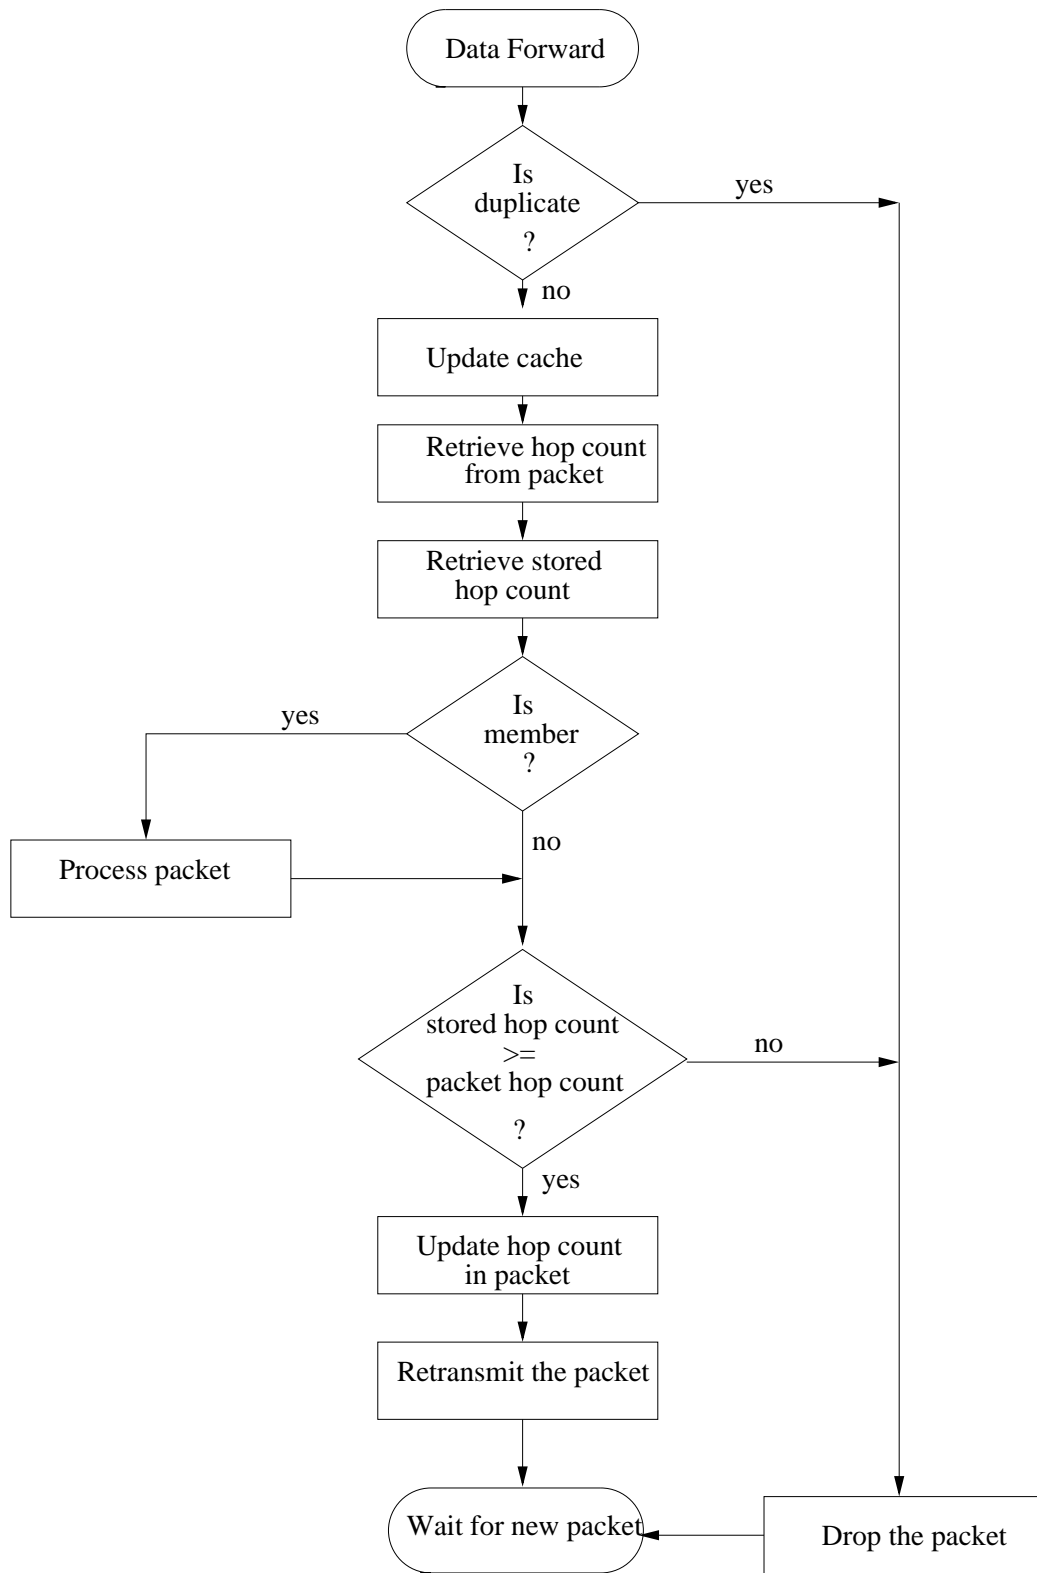 Data Forward
Is
duplicate
?
yes
no
Update cache
Retrieve hop count
from packet
Retrieve stored
hop count
Is
member
?
yes
no
Process packet
Is
stored hop count
>=
packet hop count
?
no
yes
Update hop count
in packet
Retransmit the packet
Wait for new packet
Drop the packet